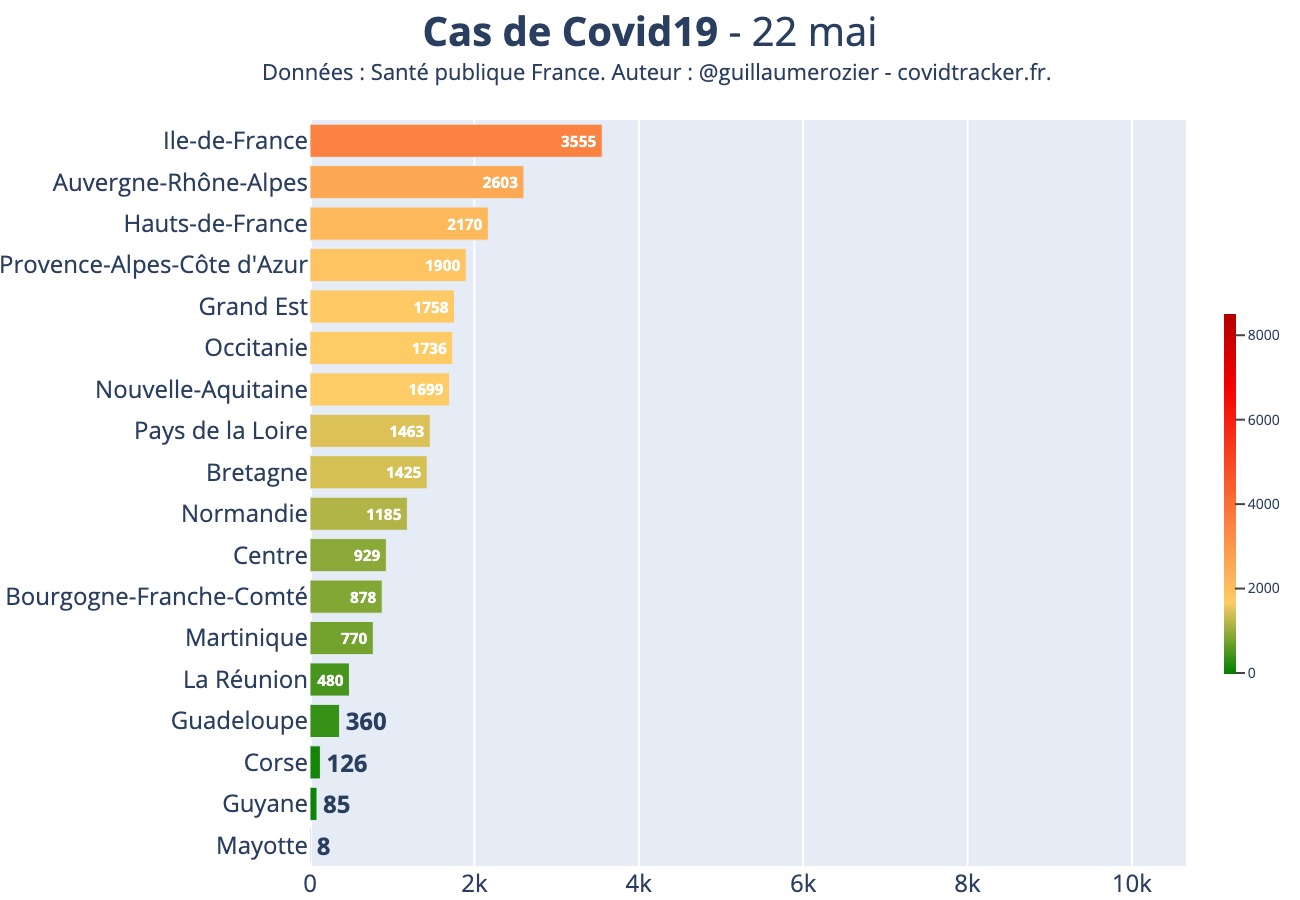 Cas de Covid19 - 22 mai
Données : Santé publique France. Auteur : @guillaumerozier - covidtracker.fr.
Ile-de-France 3555
Auvergne-Rhône-Alpes 2603
Hauts-de-France 2170
Provence-Alpes-Côte d'Azur 1900
Grand Est 1758
Occitanie 1736
Nouvelle-Aquitaine 1699
Pays de la Loire 1463
Bretagne 1425
Normandie 1185
Centre 929
Bourgogne-Franche-Comté 878
Martinique 770
La Réunion 480
Guadeloupe 360
Corse 126
Guyane 85
Mayotte 8
0 2k 4k 6k 8k 10k
8000
6000
4000
2000
0